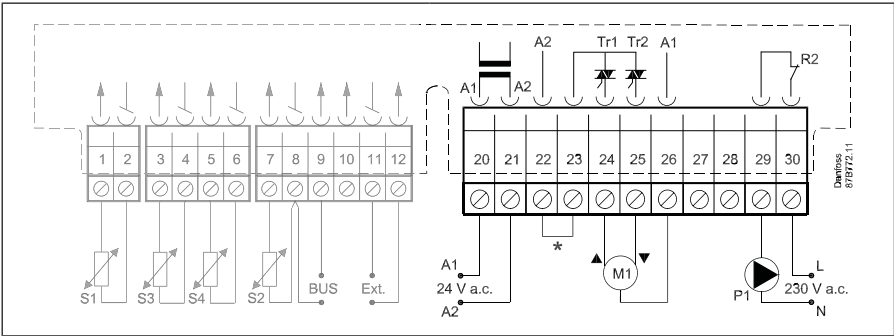 A2 Tr1 Tr2 A1
R2
A1 A2
1 2 3 4 5 6 7 8 9 10 11 12
20 21 22 23 24 25 26 27 28 29 30
Danfoss
87B772.11
*
A1 M1 L
S1 S3 S4 S2 BUS Ext. 24 V a.c. P1 230 V a.c.
A2 N